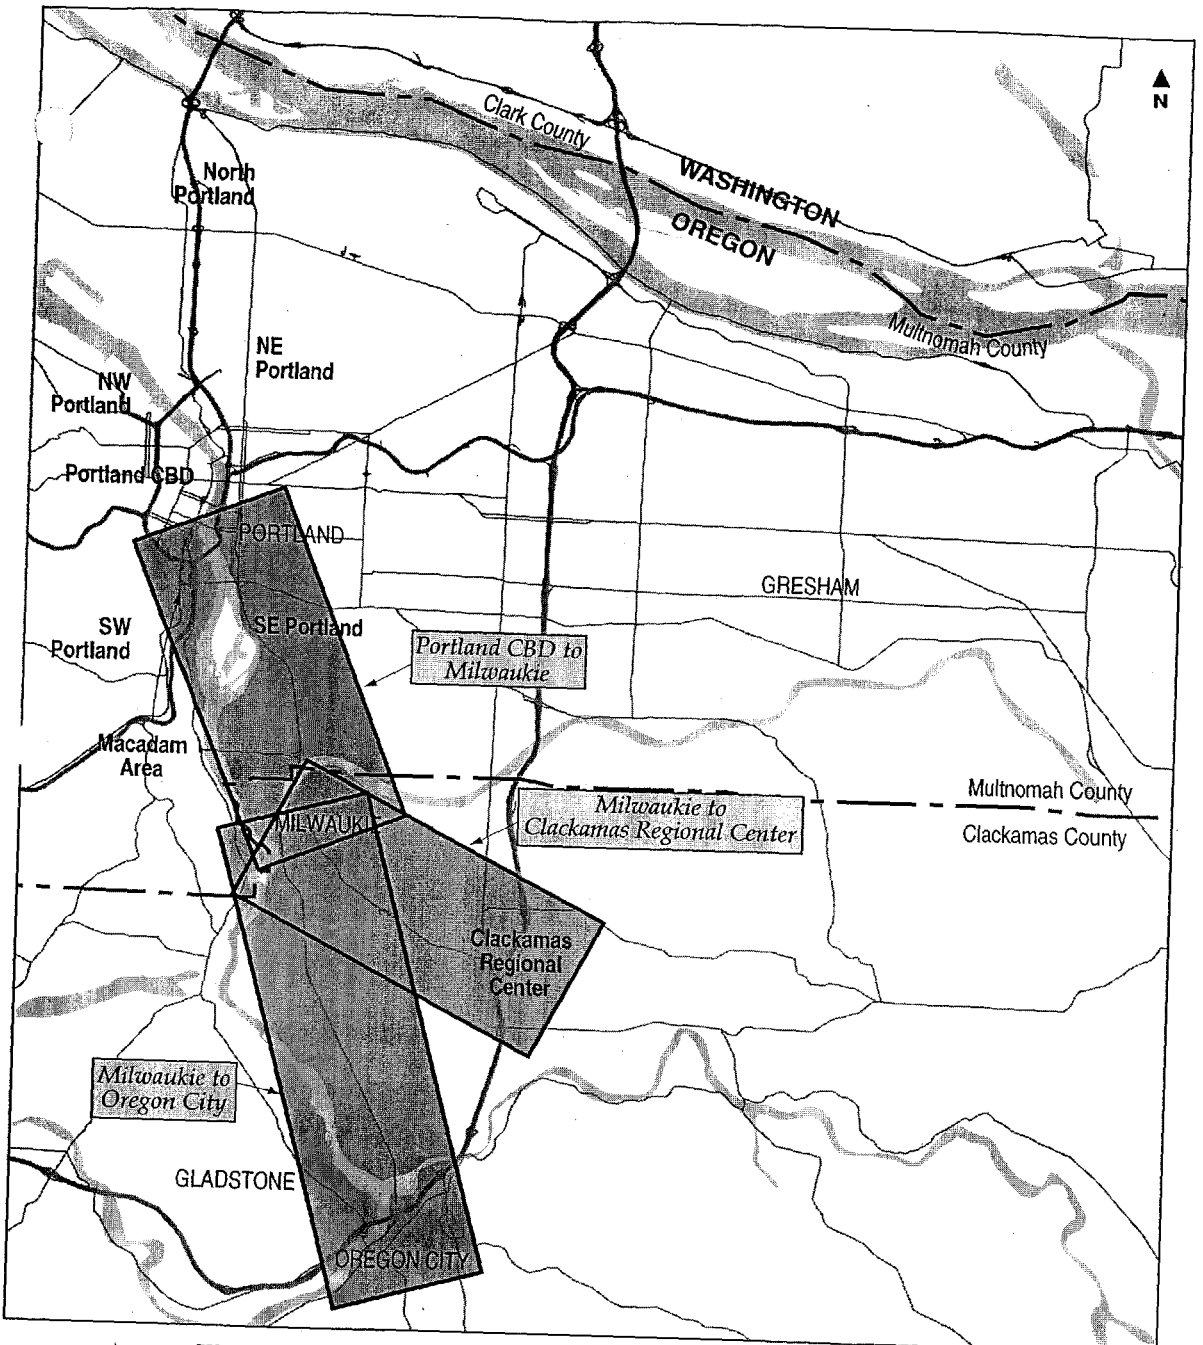 N
Clark County
WASHINGTON
OREGON
North
Portland
Multnomah County
NE
Portland
NW
Portland
Portland CBD
PORTLAND
GRESHAM
SW
Portland
SE Portland
Portland CBD to
Milwaukie
Macadam
Area
Multnomah County
Milwaukie to
Clackamas Regional Center
MILWAUKI
Clackamas County
Clackamas
Regional
Center
Milwaukie to
Oregon City
GLADSTONE
OREGON CITY